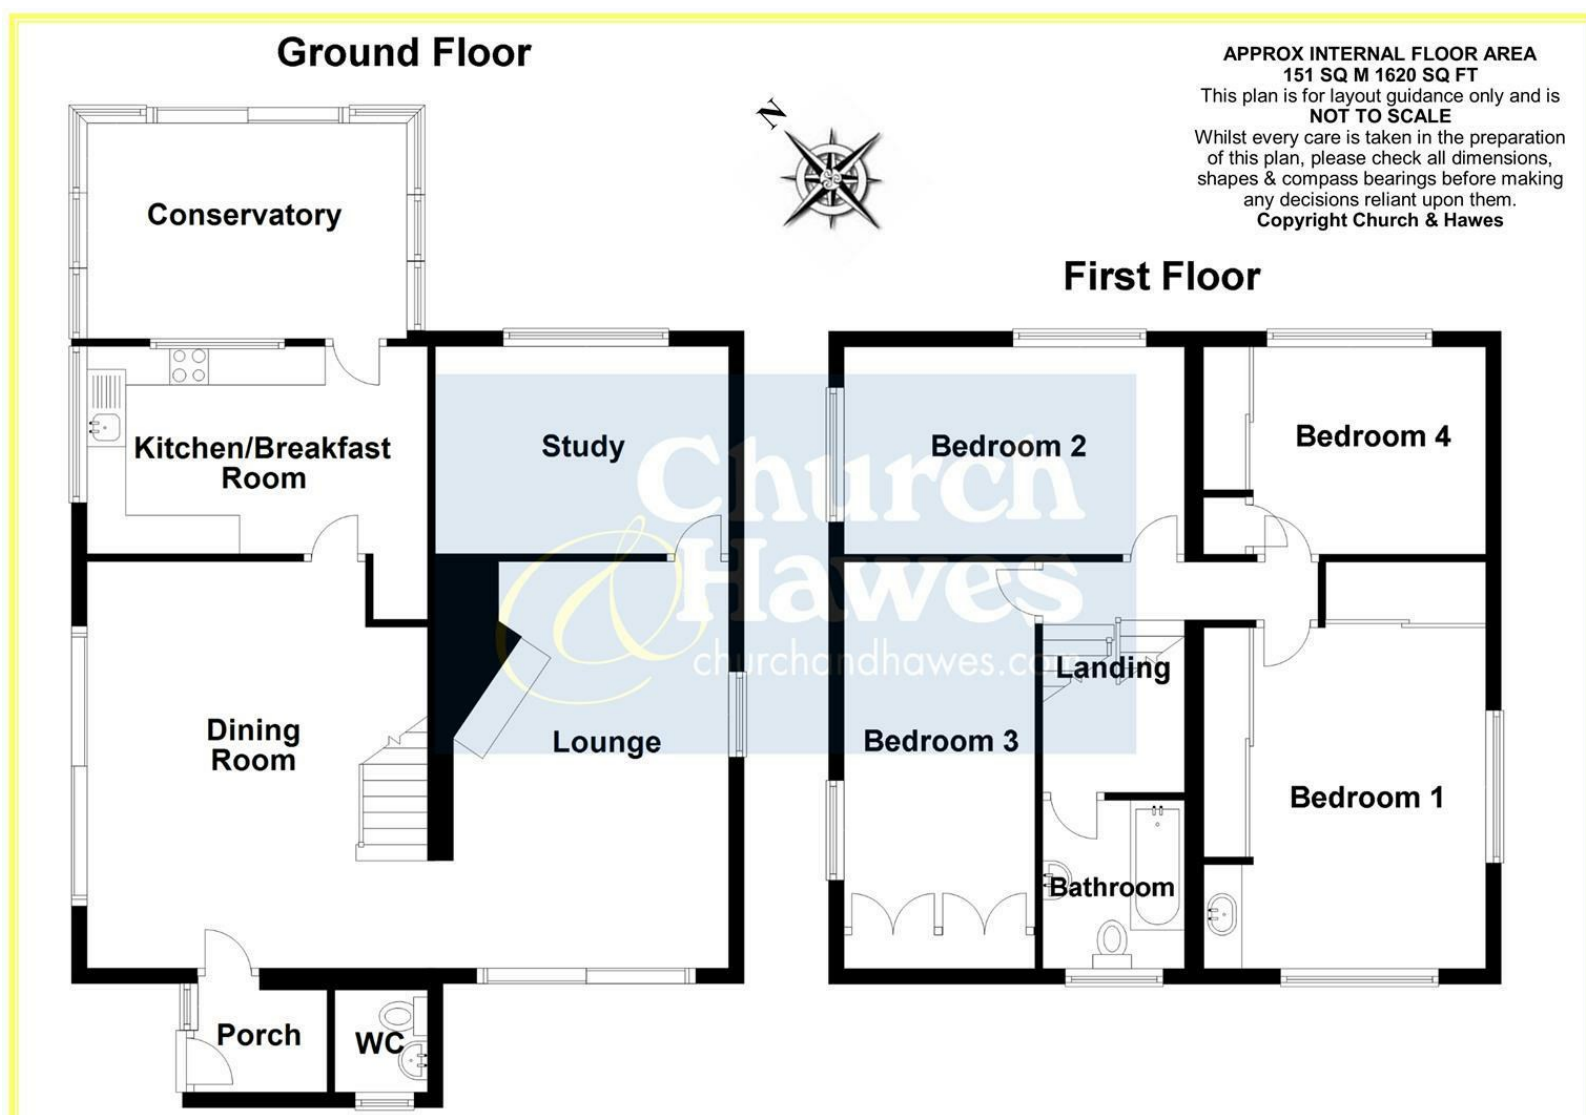 Ground Floor
APPROX INTERNAL FLOOR AREA
151 SQ M 1620 SQ FT
This plan is for layout guidance only and is
NOT TO SCALE
Whilst every care is taken in the preparation
of this plan, please check all dimensions,
shapes & compass bearings before making
any decisions reliant upon them.
Copyright Church & Hawes
N
First Floor
Conservatory
Kitchen/Breakfast
Room
Study
Bedroom 2
Bedroom 4
Church
& Hawes
churchandhawes.com
Dining
Room
Lounge
Bedroom 3
Landing
Bedroom 1
Bathroom
Porch
WC